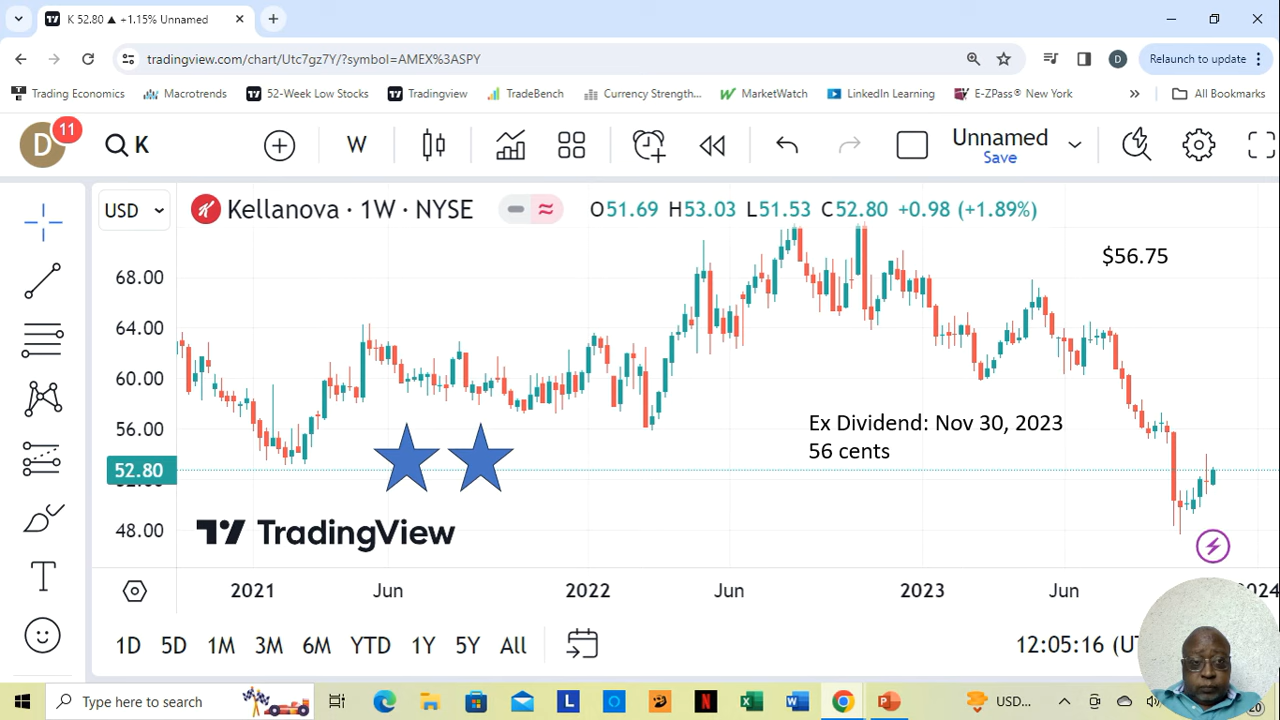 K 52.80 ▲ +1.15% Unnamed
tradingview.com/chart/Utc7gz7Y/?symbol=AMEX%3ASPY
D
Relaunch to update
Trading Economics
Macrotrends
52-Week Low Stocks
Tradingview
TradeBench
Currency Strength...
MarketWatch
LinkedIn Learning
E-ZPass® New York
All Bookmarks
D
11
K
W
Unnamed
Save
USD
Kellanova · 1W · NYSE
O51.69 H53.03 L51.53 C52.80 +0.98 (+1.89%)
$56.75
68.00
64.00
60.00
56.00
52.80
48.00
Ex Dividend: Nov 30, 2023
56 cents
TradingView
2021
Jun
2022
Jun
2023
Jun
1D 5D 1M 3M 6M YTD 1Y 5Y All
12:05:16
Type here to search
USD...